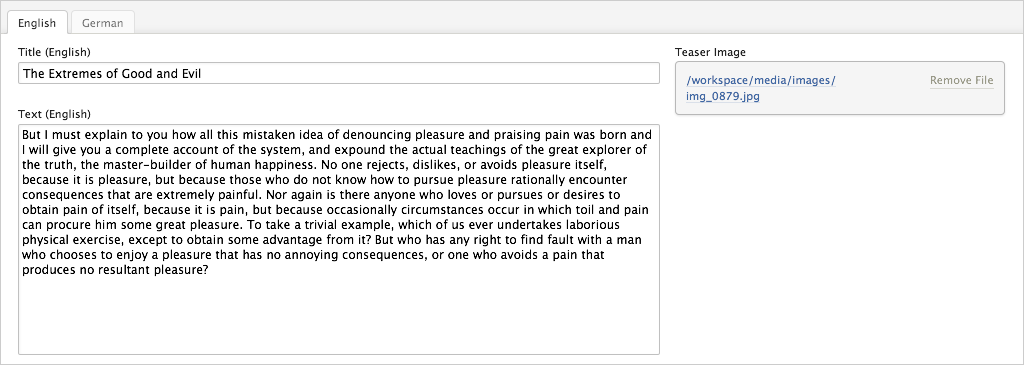 English
German
Title (English)
The Extremes of Good and Evil
Text (English)
But I must explain to you how all this mistaken idea of denouncing pleasure and praising pain was born and
I will give you a complete account of the system, and expound the actual teachings of the great explorer of
the truth, the master-builder of human happiness. No one rejects, dislikes, or avoids pleasure itself,
because it is pleasure, but because those who do not know how to pursue pleasure rationally encounter
consequences that are extremely painful. Nor again is there anyone who loves or pursues or desires to
obtain pain of itself, because it is pain, but because occasionally circumstances occur in which toil and pain
can procure him some great pleasure. To take a trivial example, which of us ever undertakes laborious
physical exercise, except to obtain some advantage from it? But who has any right to find fault with a man
who chooses to enjoy a pleasure that has no annoying consequences, or one who avoids a pain that
produces no resultant pleasure?
Teaser Image
/workspace/media/images/
img_0879.jpg
Remove File